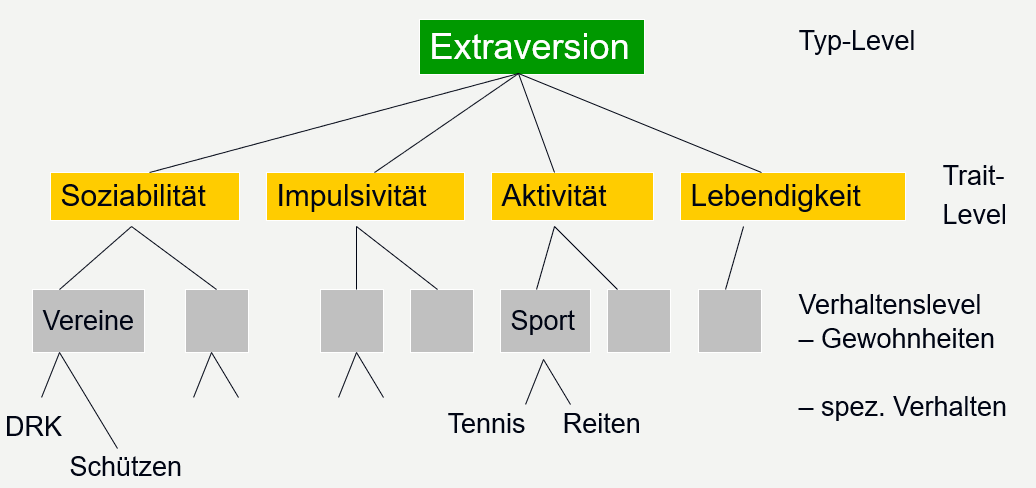 Extraversion
Typ-Level
Soziabilität
Impulsivität
Aktivität
Lebendigkeit
Trait-
Level
Vereine
Sport
Verhaltenslevel
– Gewohnheiten
– spez. Verhalten
DRK
Schützen
Tennis
Reiten